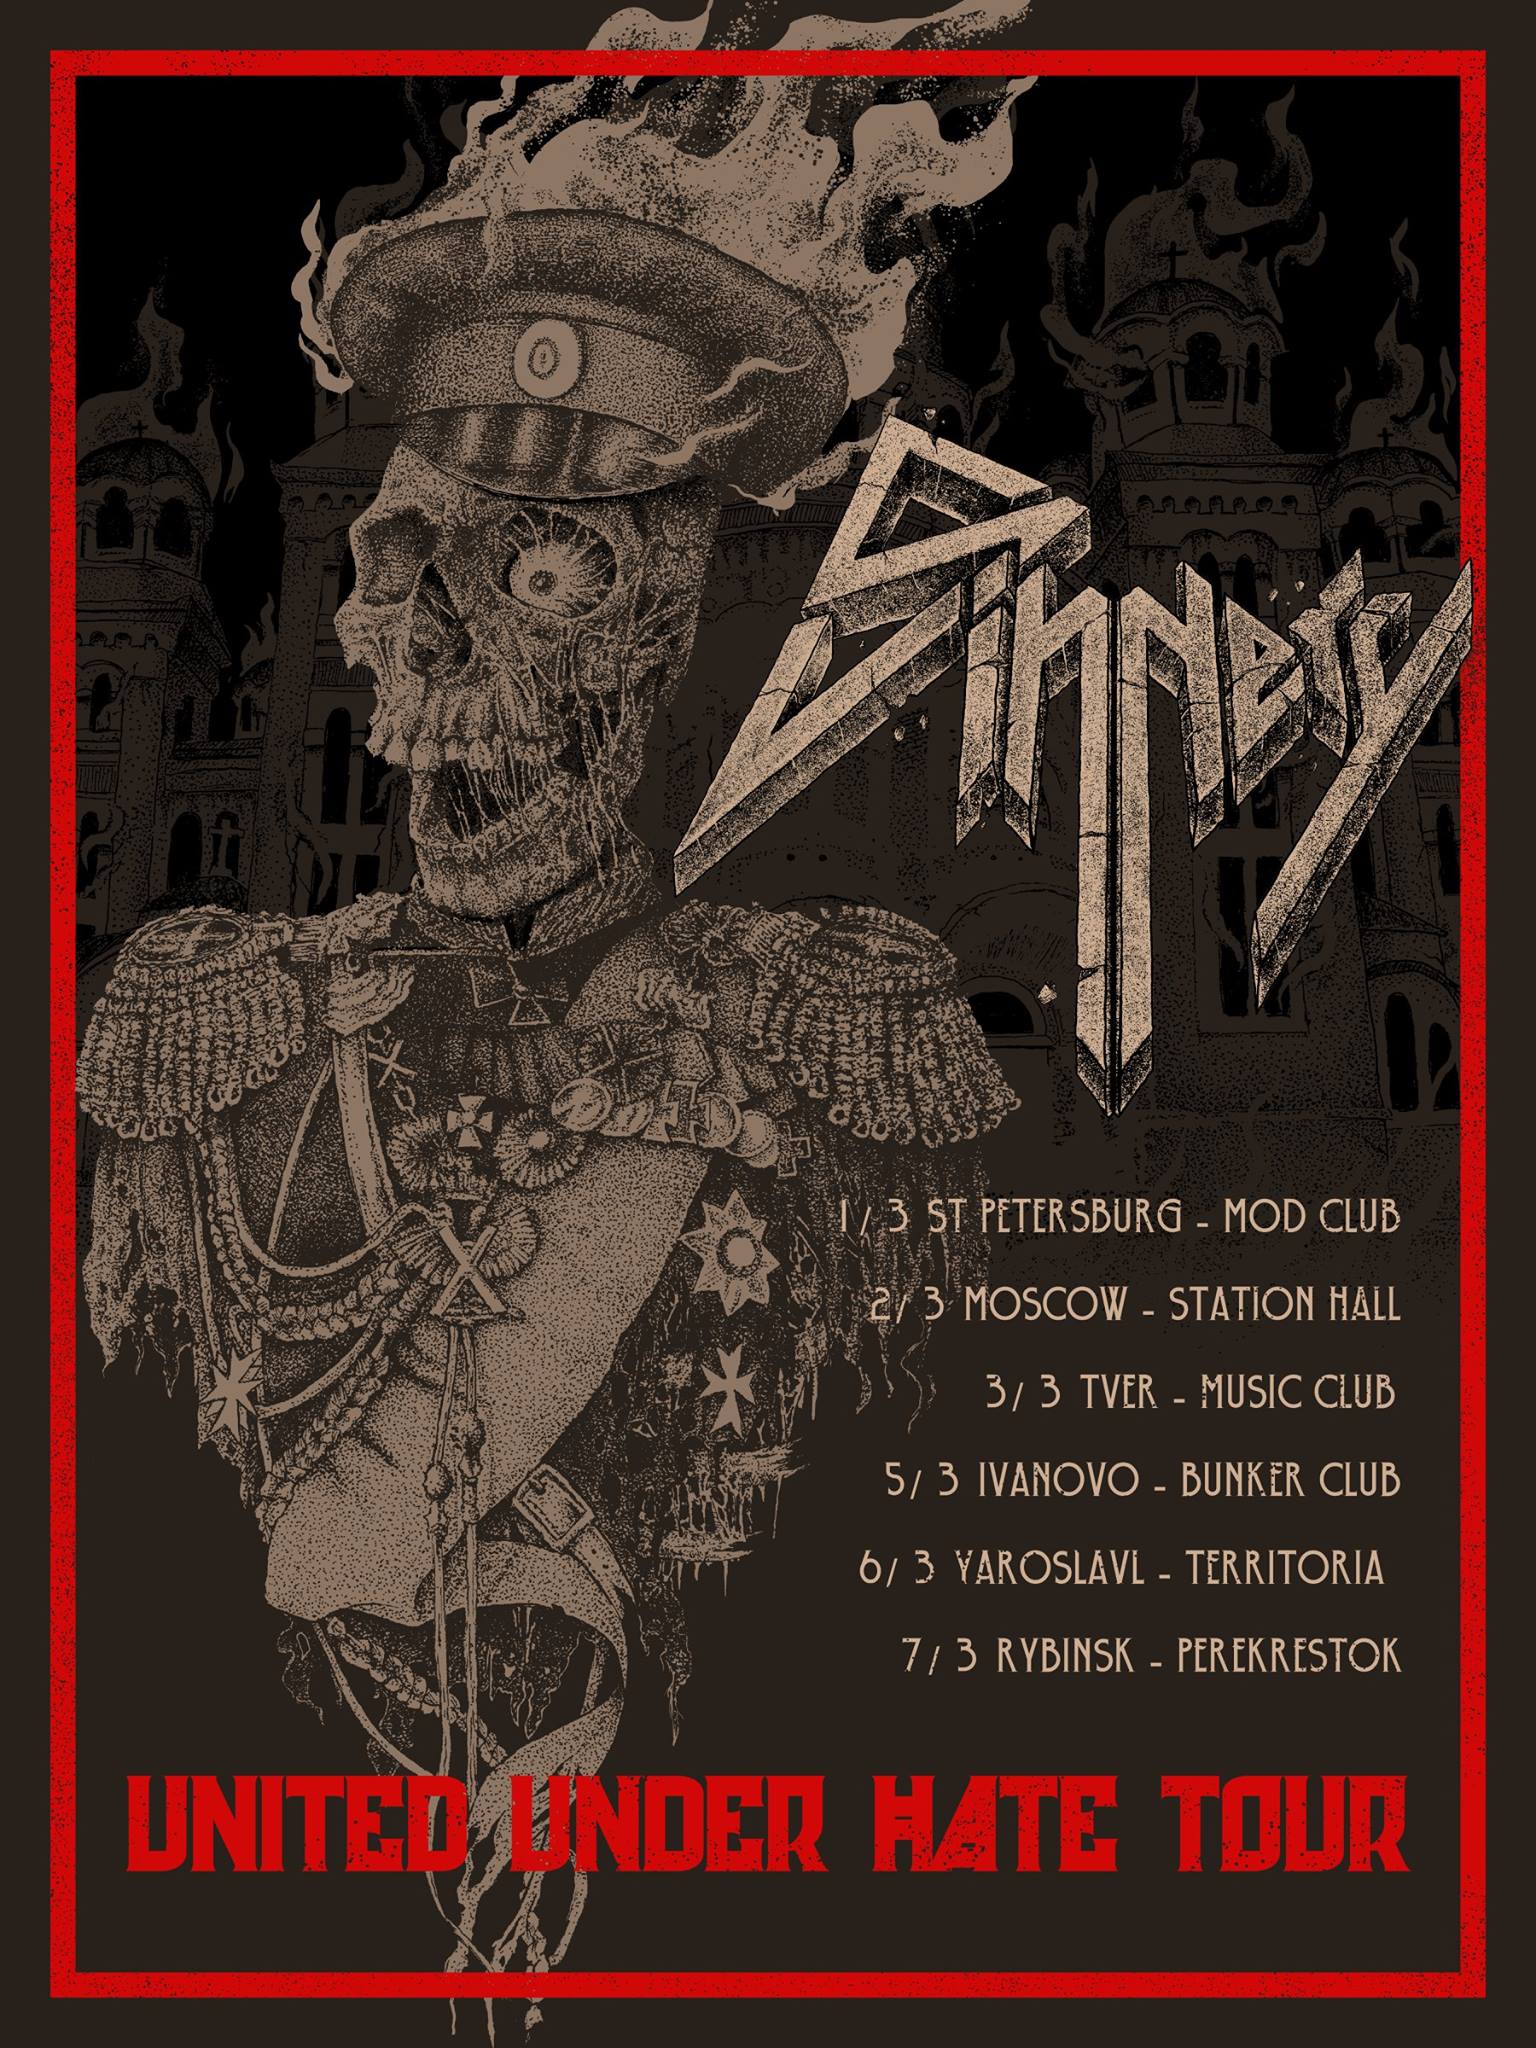 Sinnery
1/ 3 ST PETERSBURG - MOD CLUB
2/ 3 MOSCOW - STATION HALL
3/ 3 TVER - MUSIC CLUB
5/ 3 IVANOVO - BUNKER CLUB
6/ 3 YAROSLAVL - TERRITORIA
7/ 3 RYBINSK - PEREKRESTOK
UNITED UNDER HATE TOUR